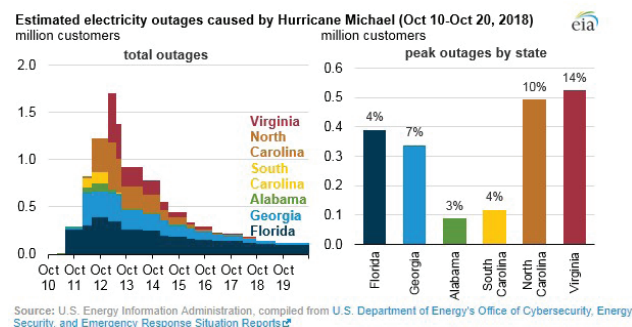 Estimated electricity outages caused by Hurricane Michael (Oct 10-Oct 20, 2018)
million customers
million customers
eia
total outages
peak outages by state
2.0
1.5
1.0
0.5
0.0
Virginia
North
Carolina
South
Carolina
Alabama
Georgia
Florida
Oct Oct Oct Oct Oct Oct Oct Oct Oct Oct
10 11 12 13 14 15 16 17 18 19
0.6
0.5
0.4
0.3
0.2
0.1
0.0
4%
7%
3%
4%
10%
14%
Florida
Georgia
Alabama
South
Carolina
North
Carolina
Virginia
Source: U.S. Energy Information Administration, compiled from U.S. Department of Energy's Office of Cybersecurity, Energy
Security, and Emergency Response Situation Reports